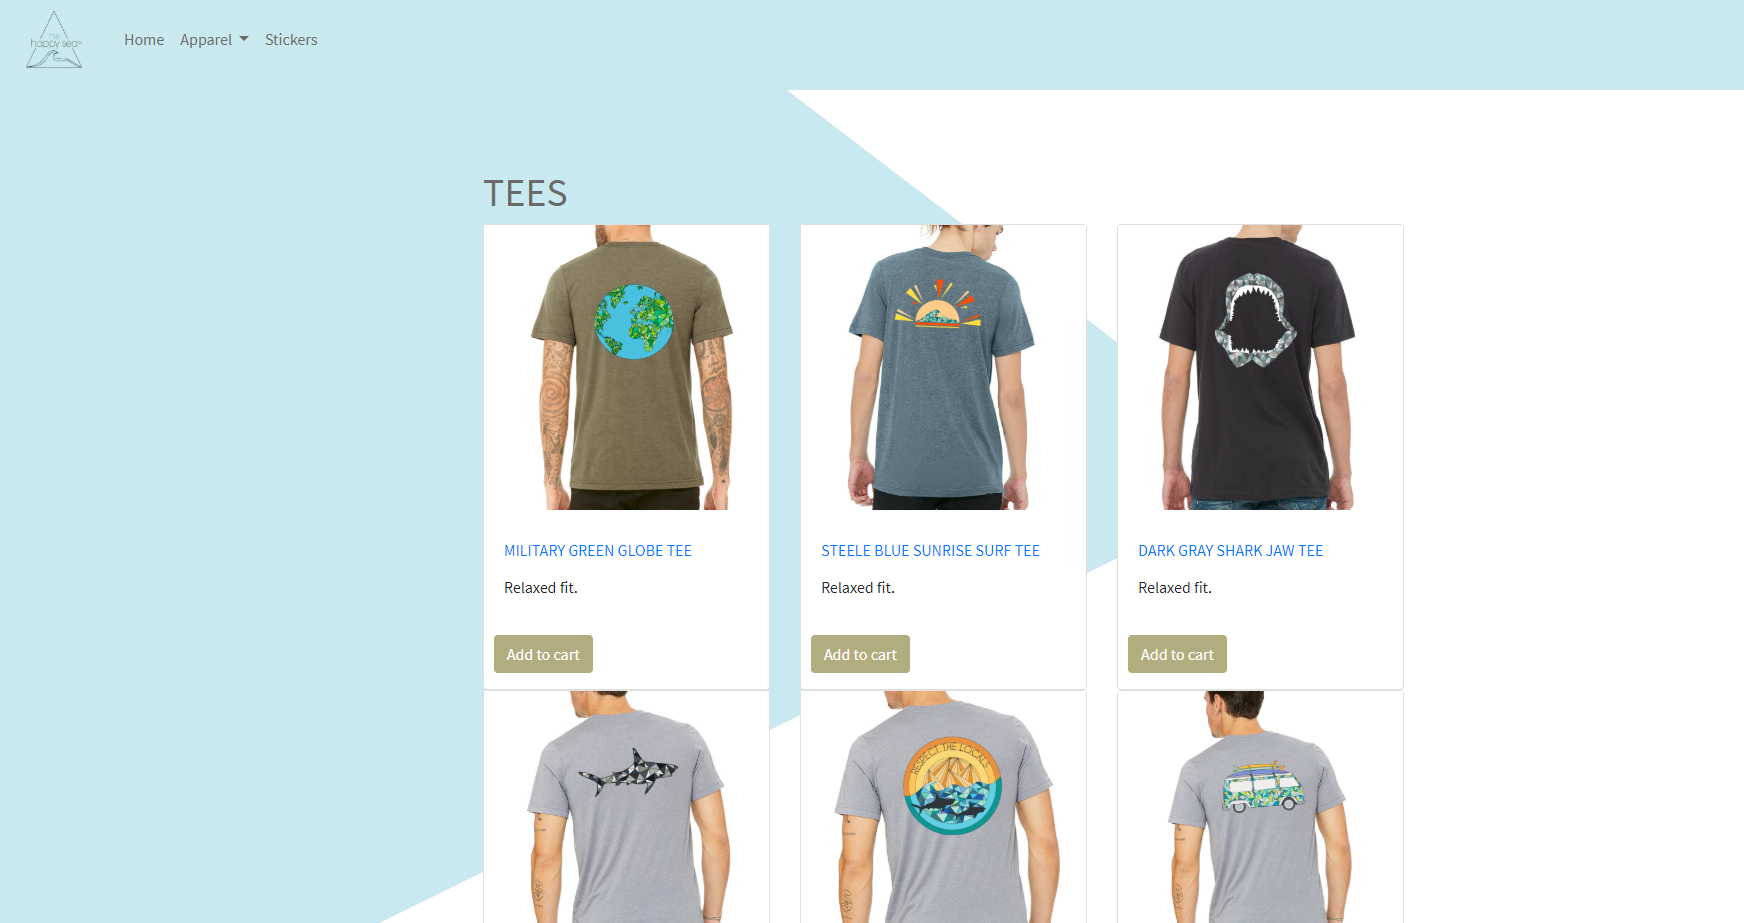 the
happy sea
Home Apparel Stickers
TEES
MILITARY GREEN GLOBE TEE
Relaxed fit.
Add to cart
STEELE BLUE SUNRISE SURF TEE
Relaxed fit.
Add to cart
DARK GRAY SHARK JAW TEE
Relaxed fit.
Add to cart
RESPECT THE LOCALS